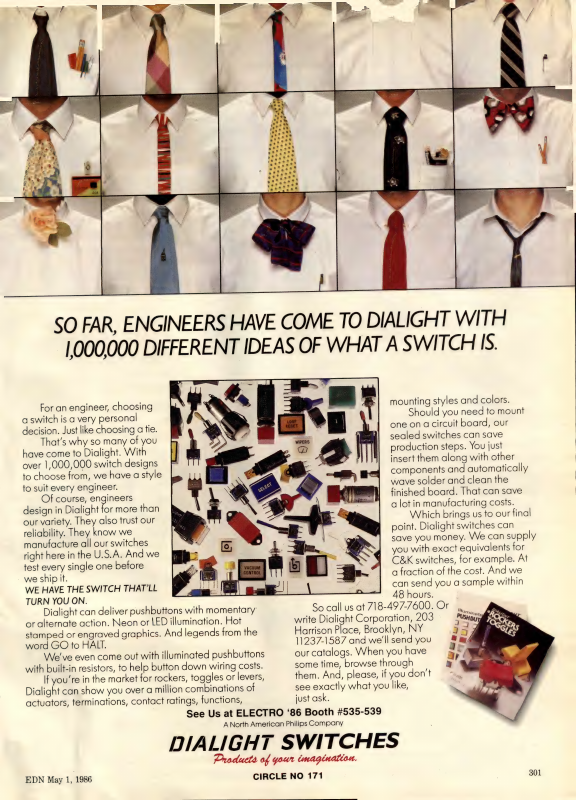 SO FAR, ENGINEERS HAVE COME TO DIALIGHT WITH
1,000,000 DIFFERENT IDEAS OF WHAT A SWITCH IS.
For an engineer, choosing
a switch is a very personal
decision. Just like choosing a tie.
That's why so many of you
have come to Dialight. With
over 1,000,000 switch designs
to choose from, we have a style
to suit every engineer.
Of course, engineers
design in Dialight for more than
our variety. They also trust our
reliability. They know we
manufacture all our switches
right here in the U.S.A. And we
test every single one before
we ship it.
WE HAVE THE SWITCH THAT'LL
TURN YOU ON.
Dialight can deliver pushbuttons with momentary
or alternate action. Neon or LED illumination. Hot
stamped or engraved graphics. And legends from the
word GO to HALT.
We've even come out with illuminated pushbuttons
with built-in resistors, to help button down wiring costs.
If you're in the market for rockers, toggles or levers,
Dialight can show you over a million combinations of
actuators, terminations, contact ratings, functions,
SELECT
VACUUM
CONTROL
mounting styles and colors.
Should you need to mount
one on a circuit board, our
sealed switches can save
production steps. You just
insert them along with other
components and automatically
wave solder and clean the
finished board. That can save
a lot in manufacturing costs.
Which brings us to our final
point. Dialight switches can
save you money. We can supply
you with exact equivalents for
C&K switches, for example. At
a fraction of the cost. And we
can send you a sample within
48 hours.
So call us at 718-497-7600. Or
write Dialight Corporation, 203
Harrison Place, Brooklyn, NY
11237-1587 and we'll send you
our catalogs. When you have
some time, browse through
them. And, please, if you don't
see exactly what you like,
just ask.
PUSHBUT
ROCKERS
TOGGLES
See Us at ELECTRO '86 Booth #535-539
A North American Philips Company
DIALIGHT SWITCHES
Products of your imagination.
CIRCLE NO 171
EDN May 1, 1986
301